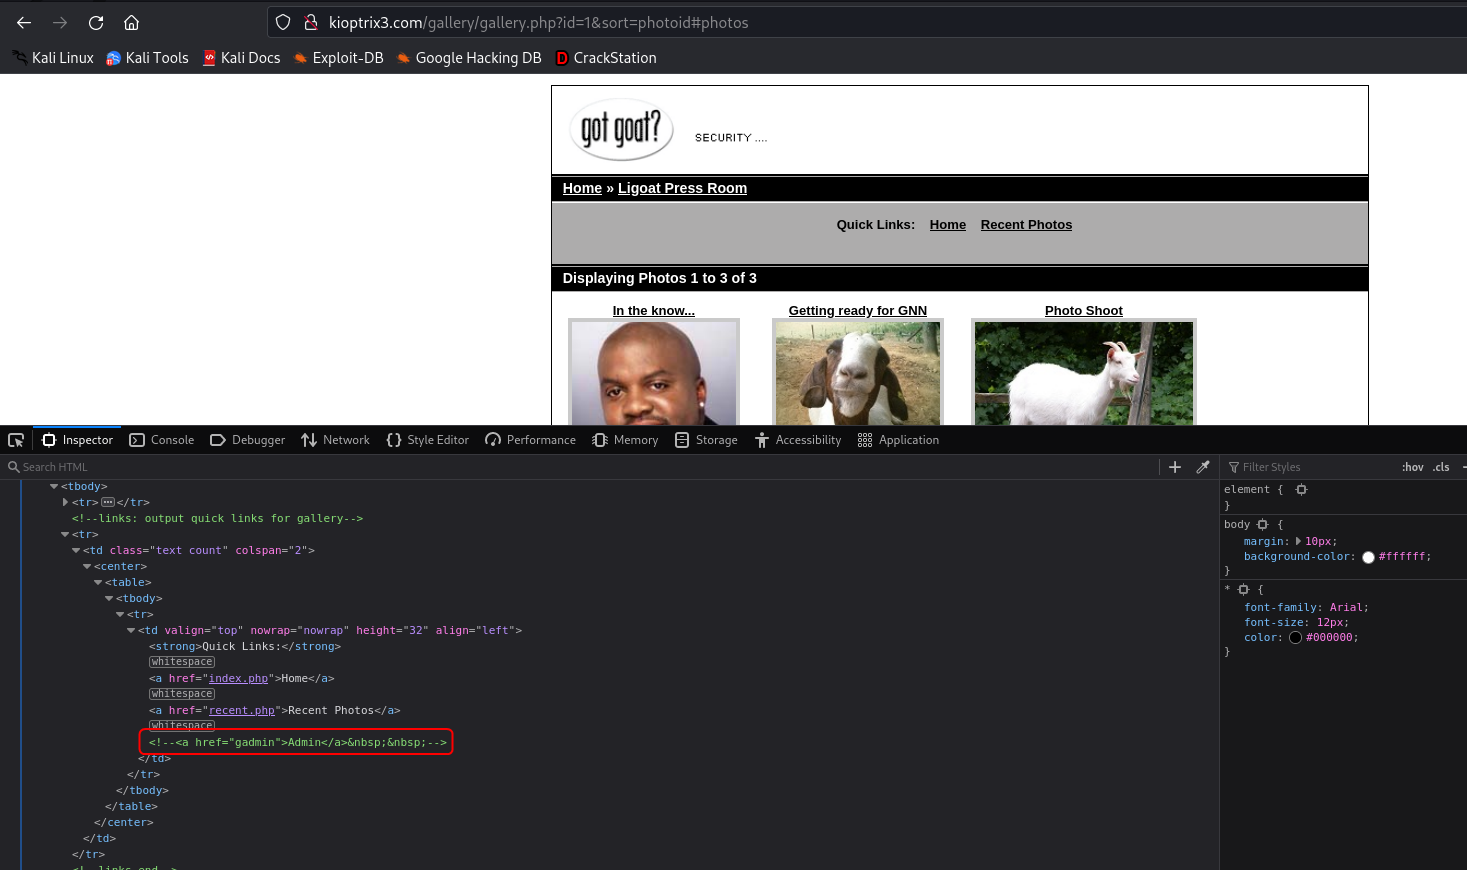 kioptrix3.com/gallery/gallery.php?id=1&sort=photoid#photos
Kali Linux Kali Tools Kali Docs Exploit-DB Google Hacking DB CrackStation
got goat?
SECURITY ....
Home » Ligoat Press Room
Quick Links: Home Recent Photos
Displaying Photos 1 to 3 of 3
In the know... Getting ready for GNN Photo Shoot
Inspector Console Debugger Network Style Editor Performance Memory Storage Accessibility Application
Search HTML
<tbody>
<tr> </tr>
<!--links: output quick links for gallery-->
<tr>
<td class="text count" colspan="2">
<center>
<table>
<tbody>
<tr>
<td valign="top" nowrap="nowrap" height="32" align="left">
<strong>Quick Links:</strong>
whitespace
<a href="index.php">Home</a>
whitespace
<a href="recent.php">Recent Photos</a>
whitespace
<!--<a href="gadmin">Admin</a>&nbsp;&nbsp;-->
</td>
</tr>
</tbody>
</table>
</center>
</td>
</tr>
<!--links end-->
Filter Styles :hov .cls
element {
}
body {
margin: 10px;
background-color: #ffffff;
}
* {
font-family: Arial;
font-size: 12px;
color: #000000;
}